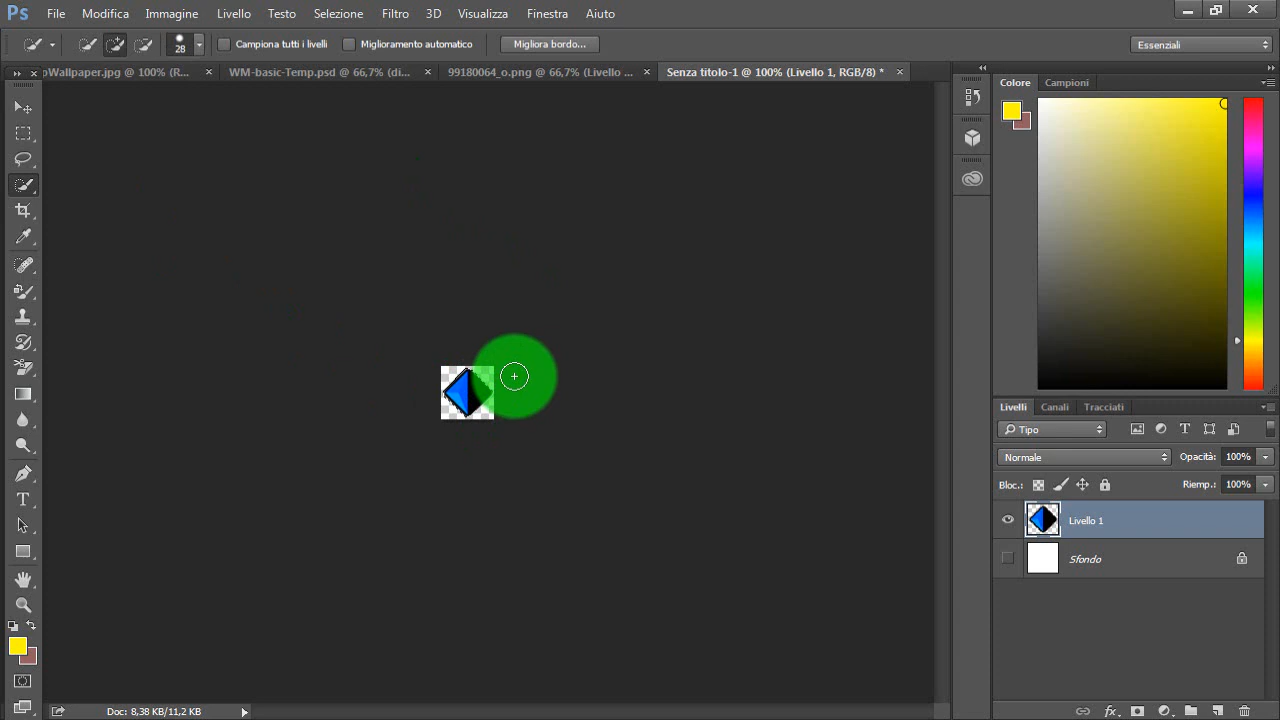 Ps File Modifica Immagine Livello Testo Selezione Filtro 3D Visualizza Finestra Aiuto
28 Campiona tutti i livelli Miglioramento automatico Migliora bordo... Essenziali
pWallpaper.jpg @ 100% (R... × WM-basic-Temp.psd @ 66,7% (di... × 99180064_o.png @ 66,7% (Livello ... × Senza titolo-1 @ 100% (Livello 1, RGB/8) * ×
Colore Campioni
Livelli Canali Tracciati
Tipo
Normale Opacità: 100%
Bloc.: Riemp.: 100%
Livello 1
Sfondo
Doc: 8,38 KB/11,2 KB